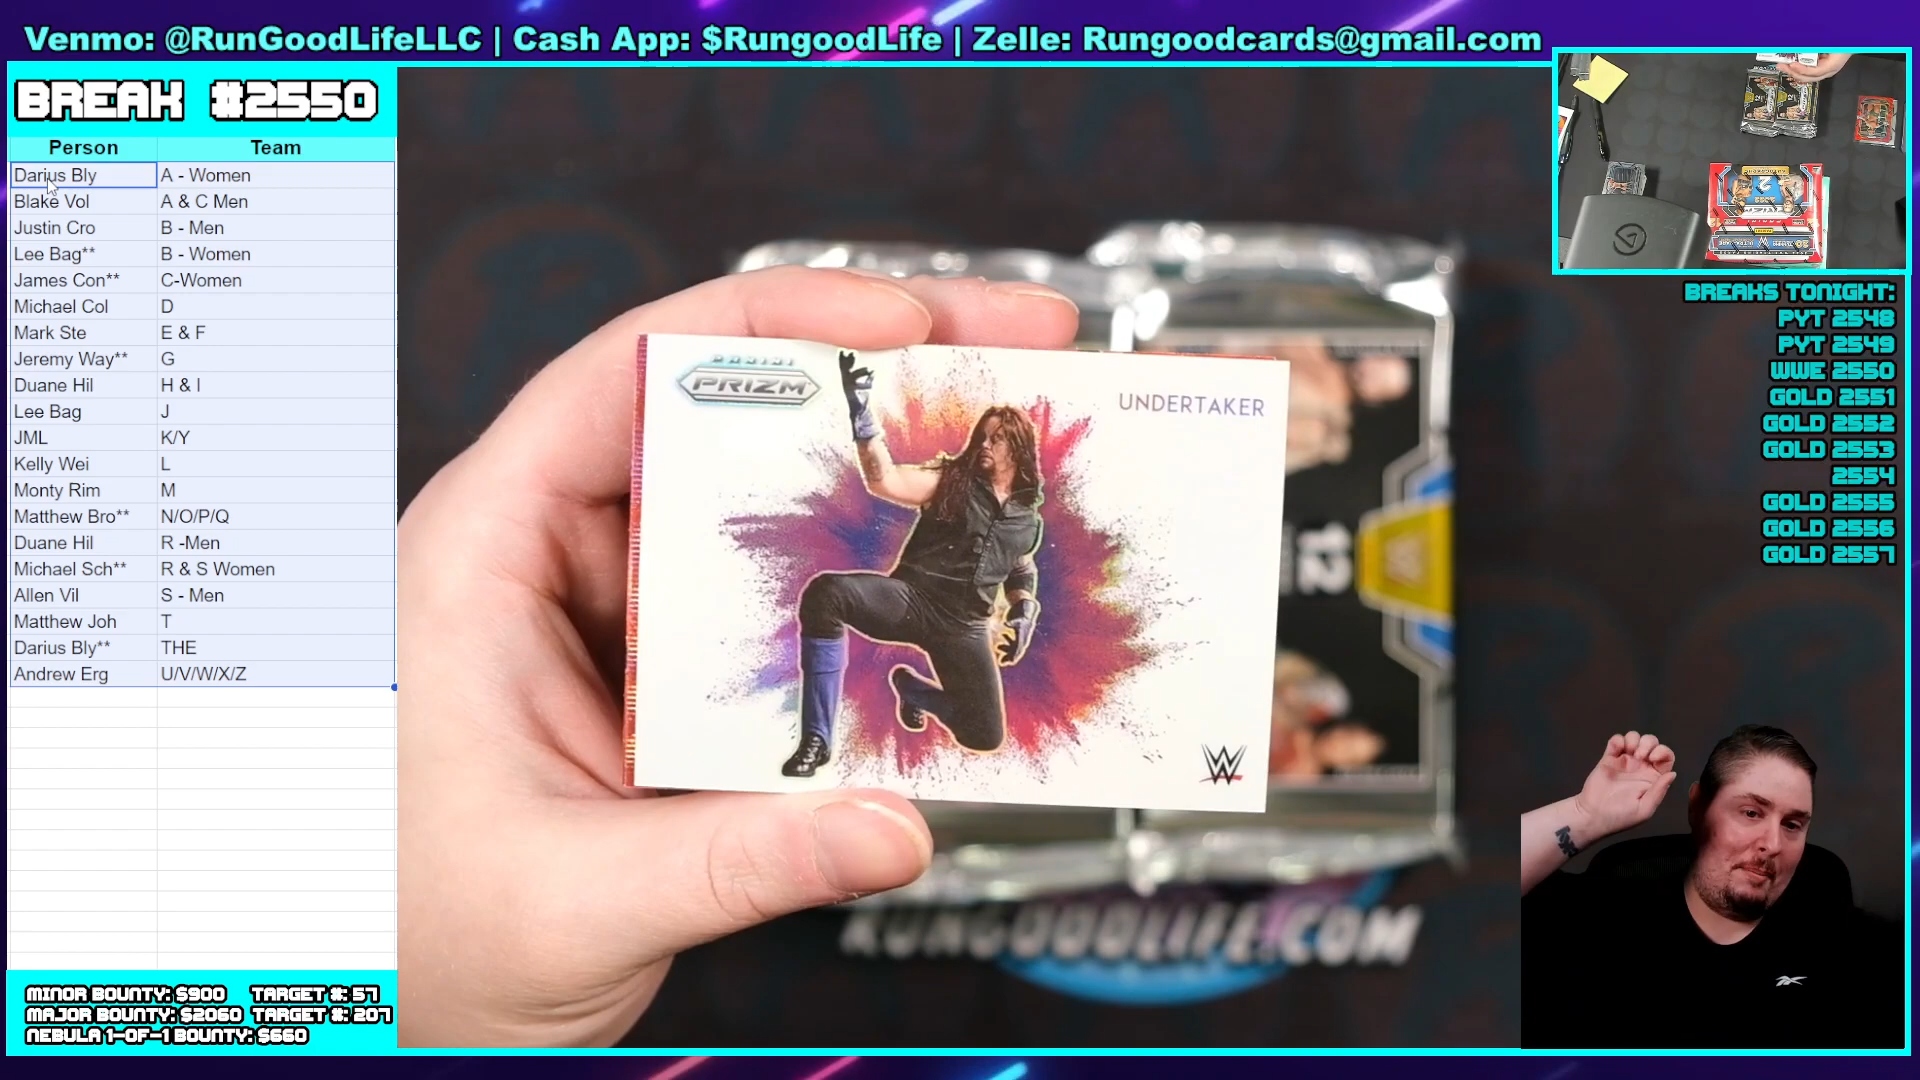 Venmo: @RunGoodLifeLLC | Cash App: $RungoodLife | Zelle: Rungoodcards@gmail.com
BREAK #2550
Person Team
Darius Bly A - Women
Blake Vol A & C Men
Justin Cro B - Men
Lee Bag** B - Women
James Con** C-Women
Michael Col D
Mark Ste E & F
Jeremy Way** G
Duane Hil H & I
Lee Bag J
JML K/Y
Kelly Wei L
Monty Rim M
Matthew Bro** N/O/P/Q
Duane Hil R -Men
Michael Sch** R & S Women
Allen Vil S - Men
Matthew Joh T
Darius Bly** THE
Andrew Erg U/V/W/X/Z
MINOR BOUNTY: $900 TARGET #: 57
MAJOR BOUNTY: $2060 TARGET #: 207
NEBULA 1-OF-1 BOUNTY: $660
PANINI
PRIZM
UNDERTAKER
W
12
RUNGOODLIFE.COM
BREAKS TONIGHT:
PYT 2548
PYT 2549
WWE 2550
GOLD 2551
GOLD 2552
GOLD 2553
2554
GOLD 2555
GOLD 2556
GOLD 2557